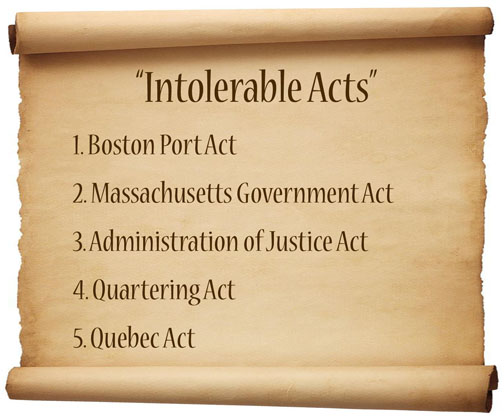 “Intolerable Acts”
1. Boston Port Act
2. Massachusetts Government Act
3. Administration of Justice Act
4. Quartering Act
5. Quebec Act